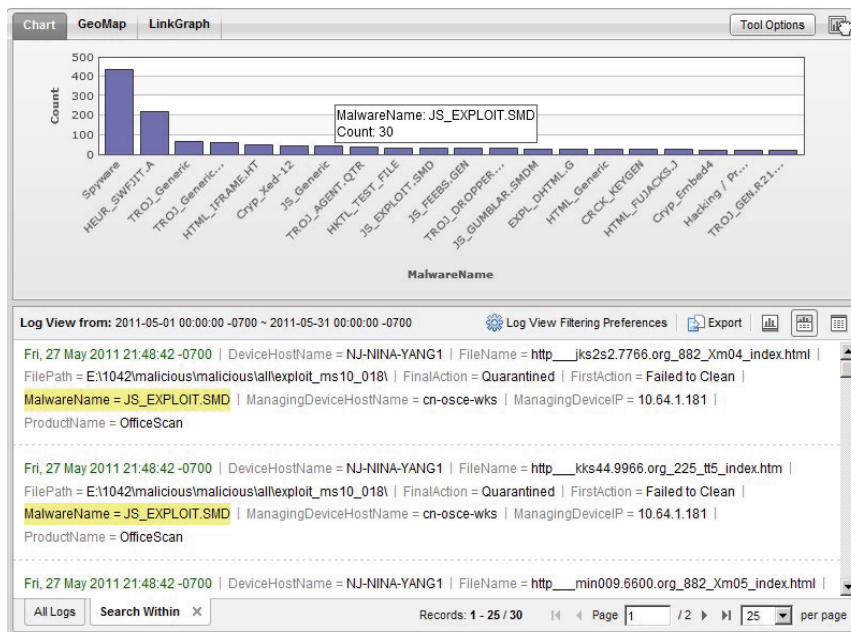 Chart GeoMap LinkGraph Tool Options
500
400
300
200
100
0
Count
MalwareName: JS_EXPLOIT.SMD
Count: 30
Spyware
HEUR_SWFJIT.A
TROJ_Generic
TROJ_Generic...
HTML_IFRAME.HT
Cryp_Xed-12
JS_Generic
TROJ_AGENT.QTR
HKTL_TEST_FILE
JS_EXPLOIT.SMD
JS_FEEBS.GEN
TROJ_DROPPER...
JS_GUMBLAR.SMDM
EXPL_DHTML.G
HTML_Generic
CRCK_KEYGEN
HTML_FUJACKS.J
Cryp_Embed4
Hacking / Pr...
TROJ_GEN.R21...
MalwareName
Log View from: 2011-05-01 00:00:00 -0700 ~ 2011-05-31 00:00:00 -0700 Log View Filtering Preferences | Export
Fri, 27 May 2011 21:48:42 -0700 | DeviceHostName = NJ-NINA-YANG1 | FileName = http___jks2s2.7766.org_882_Xm04_index.html |
FilePath = E:\1042\malicious\malicious\all\exploit_ms10_018\ | FinalAction = Quarantined | FirstAction = Failed to Clean |
MalwareName = JS_EXPLOIT.SMD | ManagingDeviceHostName = cn-osce-wks | ManagingDeviceIP = 10.64.1.181 |
ProductName = OfficeScan
Fri, 27 May 2011 21:48:42 -0700 | DeviceHostName = NJ-NINA-YANG1 | FileName = http___kks44.9966.org_225_tt5_index.htm |
FilePath = E:\1042\malicious\malicious\all\exploit_ms10_018\ | FinalAction = Quarantined | FirstAction = Failed to Clean |
MalwareName = JS_EXPLOIT.SMD | ManagingDeviceHostName = cn-osce-wks | ManagingDeviceIP = 10.64.1.181 |
ProductName = OfficeScan
Fri, 27 May 2011 21:48:42 -0700 | DeviceHostName = NJ-NINA-YANG1 | FileName = http___min009.6600.org_882_Xm05_index.html |
All Logs Search Within X Records: 1 - 25 / 30 Page 1 / 2 25 per page